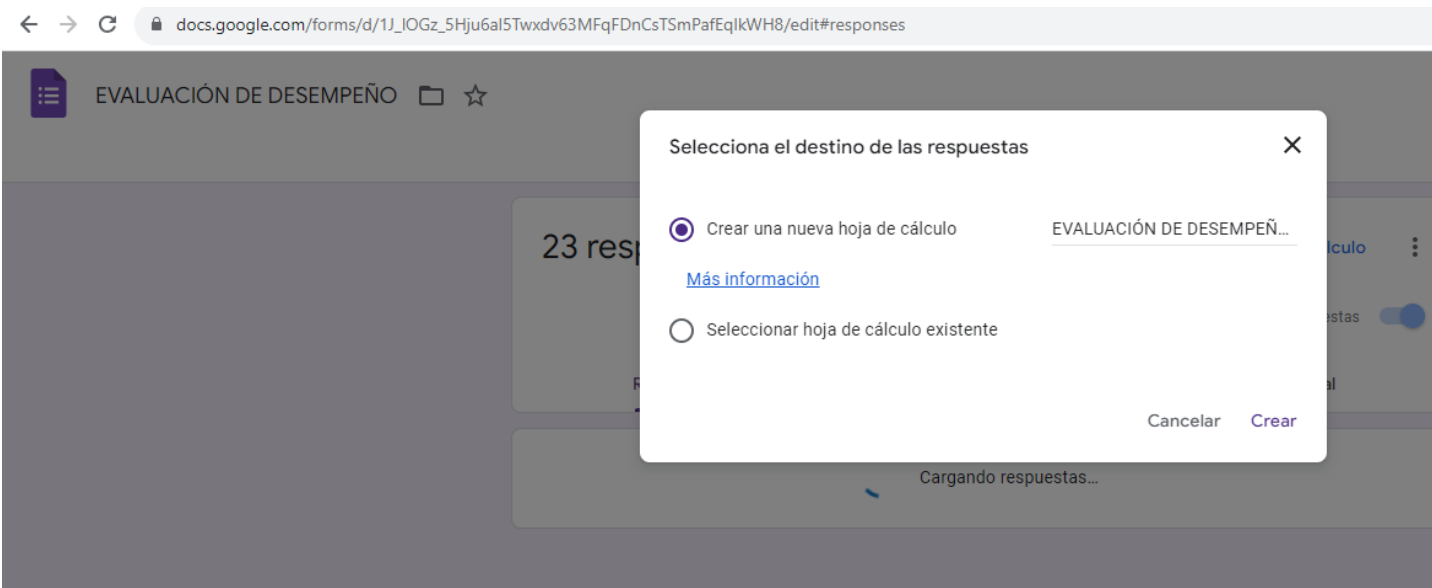 docs.google.com/forms/d/1J_IOGz_5Hju6al5Twxdv63MFqFDnCsTSmPafEqIkWH8/edit#responses
EVALUACIÓN DE DESEMPEÑO
Selecciona el destino de las respuestas
Crear una nueva hoja de cálculo EVALUACIÓN DE DESEMPEÑ...
23
Más información
Seleccionar hoja de cálculo existente
Cancelar Crear
Cargando respuestas...